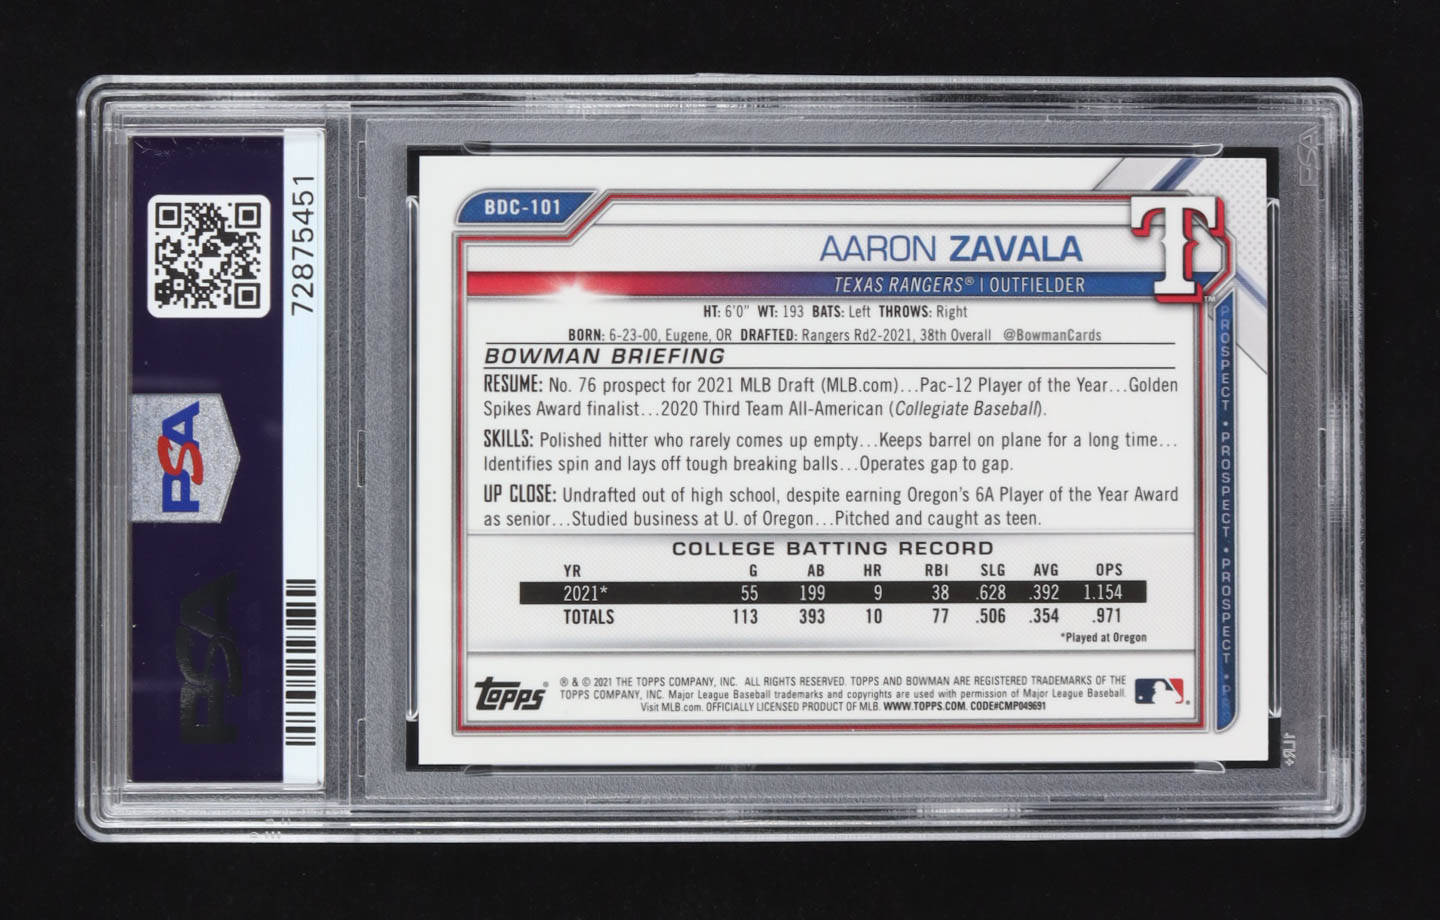 72875451
PSA
PSA
PSA
BDC-101
AARON ZAVALA
T
TM
TEXAS RANGERS® | OUTFIELDER
HT: 6'0" WT: 193 BATS: Left THROWS: Right
BORN: 6-23-00, Eugene, OR DRAFTED: Rangers Rd2-2021, 38th Overall @BowmanCards
BOWMAN BRIEFING
RESUME: No. 76 prospect for 2021 MLB Draft (MLB.com)...Pac-12 Player of the Year...Golden
Spikes Award finalist...2020 Third Team All-American (Collegiate Baseball).
SKILLS: Polished hitter who rarely comes up empty...Keeps barrel on plane for a long time...
Identifies spin and lays off tough breaking balls...Operates gap to gap.
UP CLOSE: Undrafted out of high school, despite earning Oregon's 6A Player of the Year Award
as senior...Studied business at U. of Oregon...Pitched and caught as teen.
COLLEGE BATTING RECORD
YR G AB HR RBI SLG AVG OPS
2021* 55 199 9 38 .628 .392 1.154
TOTALS 113 393 10 77 .506 .354 .971
*Played at Oregon
TOPPS®
® & © 2021 THE TOPPS COMPANY, INC. ALL RIGHTS RESERVED. TOPPS AND BOWMAN ARE REGISTERED TRADEMARKS OF THE
TOPPS COMPANY, INC. Major League Baseball trademarks and copyrights are used with permission of Major League Baseball.
Visit MLB.com. OFFICIALLY LICENSED PRODUCT OF MLB. WWW.TOPPS.COM. CODE#CMP049691
PROSPECT • PROSPECT • PROSPECT • PRO